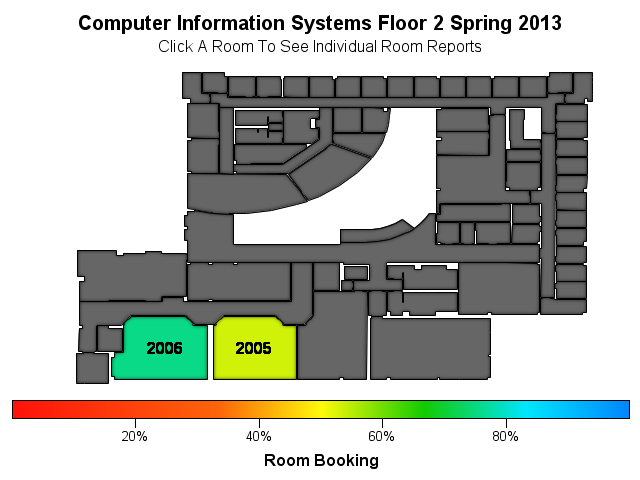 Computer Information Systems Floor 2 Spring 2013
Click A Room To See Individual Room Reports
2006
2005
20%
40%
60%
80%
Room Booking